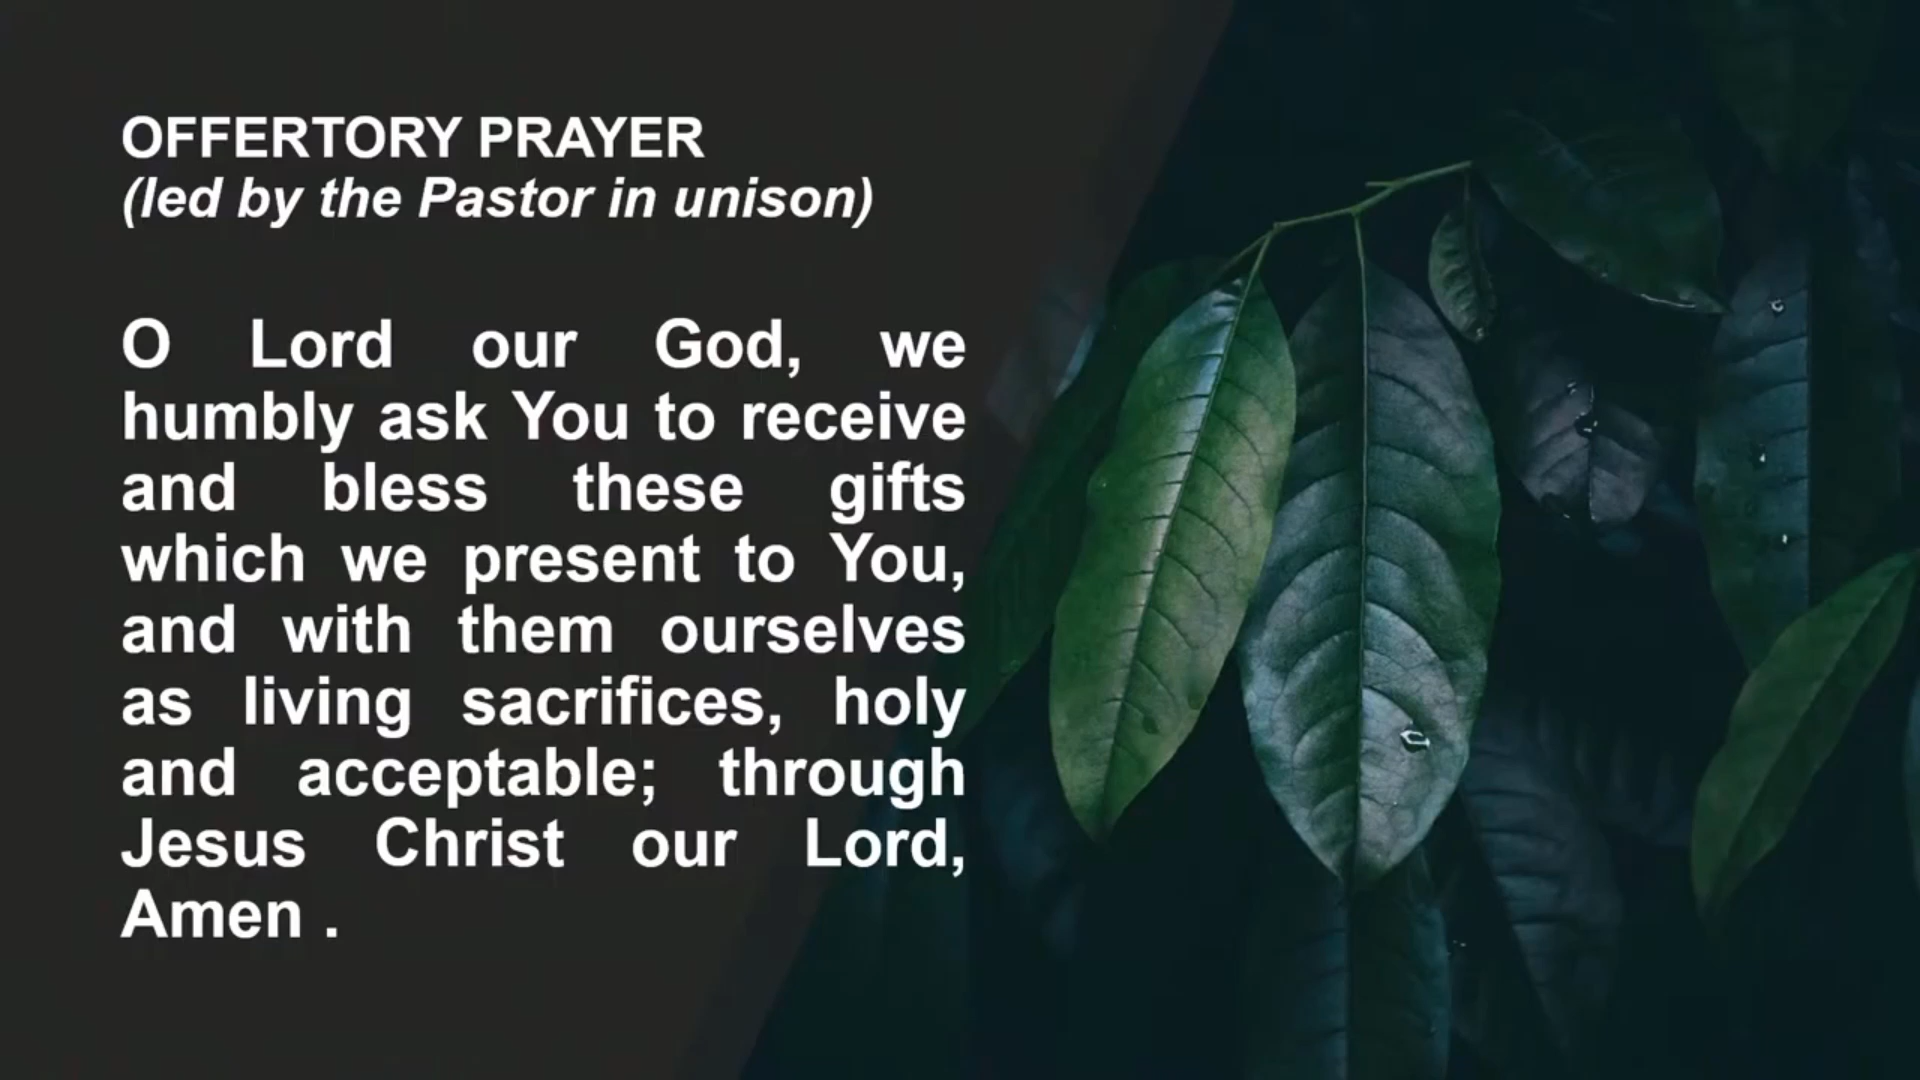 OFFERTORY PRAYER
(led by the Pastor in unison)
O Lord our God, we
humbly ask You to receive
and bless these gifts
which we present to You,
and with them ourselves
as living sacrifices, holy
and acceptable; through
Jesus Christ our Lord,
Amen .